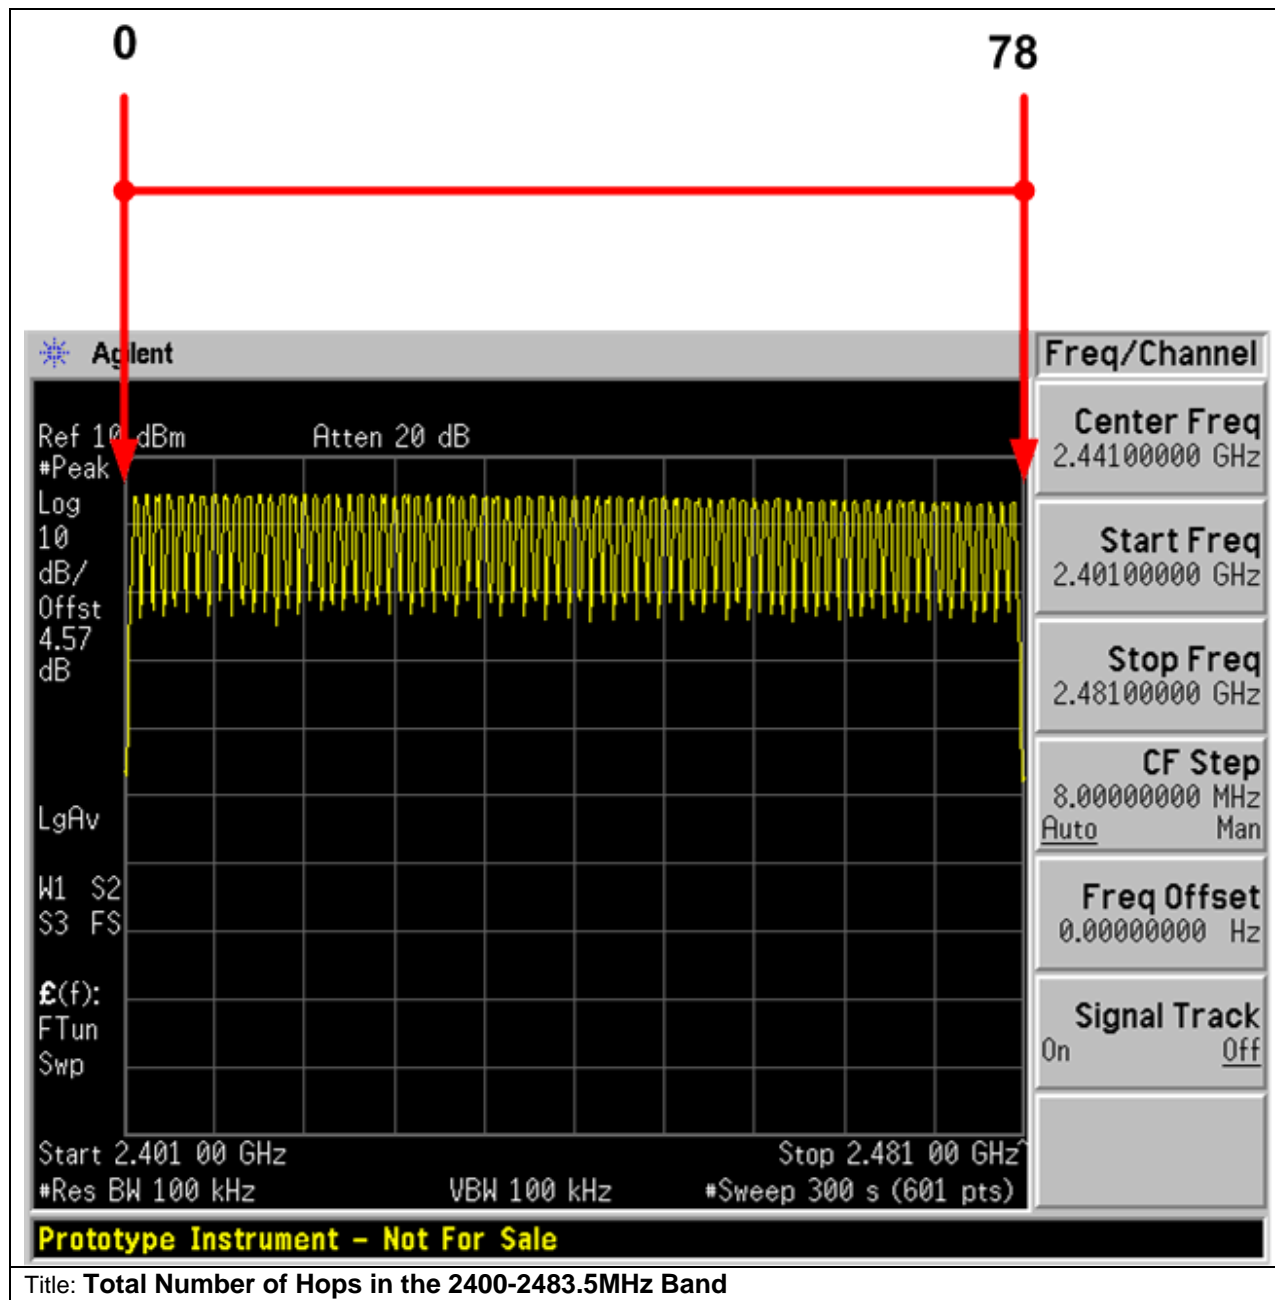 0
78
Agilent
Freq/Channel
Ref 10 dBm Atten 20 dB
#Peak
Log
10
dB/
Offst
4.57
dB
LgAv
W1 S2
S3 FS
£(f):
FTun
Swp
Start 2.401 00 GHz Stop 2.481 00 GHz^
#Res BW 100 kHz VBW 100 kHz #Sweep 300 s (601 pts)
Center Freq
2.44100000 GHz
Start Freq
2.40100000 GHz
Stop Freq
2.48100000 GHz
CF Step
8.00000000 MHz
Auto Man
Freq Offset
0.00000000 Hz
Signal Track
On Off
Prototype Instrument - Not For Sale
Title: Total Number of Hops in the 2400-2483.5MHz Band